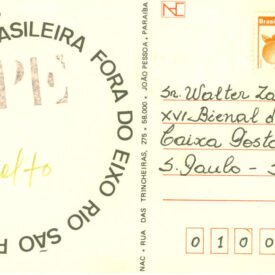 BRASILEIRA FORA DO EIXO RIO SÃO P
PE
NAC - RUA DAS TRINCHEIRAS, 275 - 58.000 - JOÃO PESSOA - PARAÍBA
Brasil
Sr. Walter Za
XVI Bienal d
Caixa Posta
S. Paulo - S
0 1 0 0